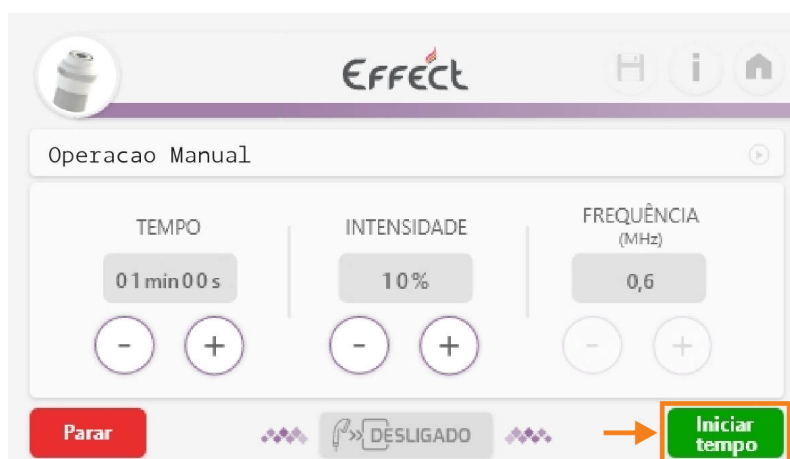 Effect
i
Operacao Manual
TEMPO
INTENSIDADE
FREQUÊNCIA
(MHz)
01min00s
10%
0,6
- +
- +
- +
Parar
DESLIGADO
Iniciar
tempo